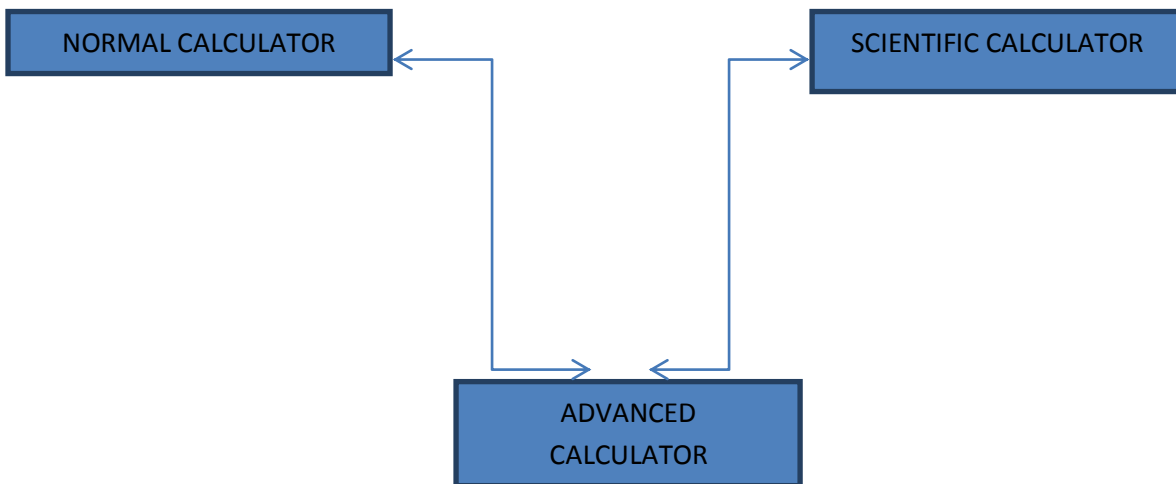 NORMAL CALCULATOR
SCIENTIFIC CALCULATOR
ADVANCED
CALCULATOR